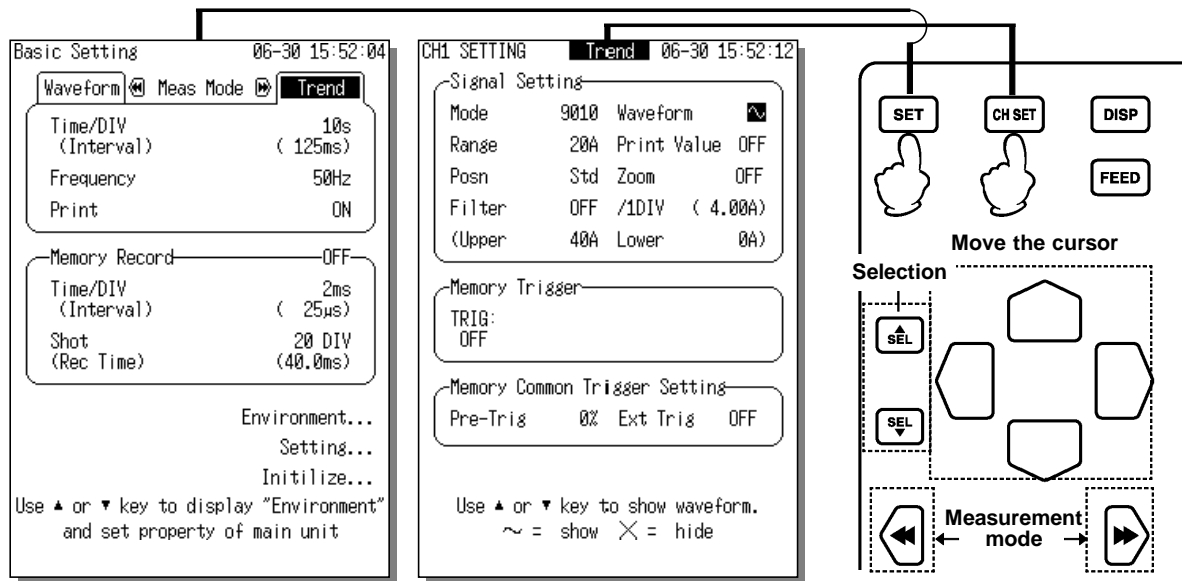 Basic Setting 06-30 15:52:04
Waveform Meas Mode Trend
Time/DIV 10s
(Interval) ( 125ms)
Frequency 50Hz
Print ON
Memory Record OFF
Time/DIV 2ms
(Interval) ( 25µs)
Shot 20 DIV
(Rec Time) (40.0ms)
Environment...
Setting...
Initilize...
Use ▲ or ▼ key to display "Environment"
and set property of main unit
CH1 SETTING Trend 06-30 15:52:12
Signal Setting
Mode 9010 Waveform ∿
Range 20A Print Value OFF
Posn Std Zoom OFF
Filter OFF /1DIV ( 4.00A)
(Upper 40A Lower 0A)
Memory Trigger
TRIG:
OFF
Memory Common Trigger Setting
Pre-Trig 0% Ext Trig OFF
Use ▲ or ▼ key to show waveform.
~ = show ✕ = hide
SET CH SET DISP
FEED
Move the cursor
Selection
SEL
SEL
Measurement
mode